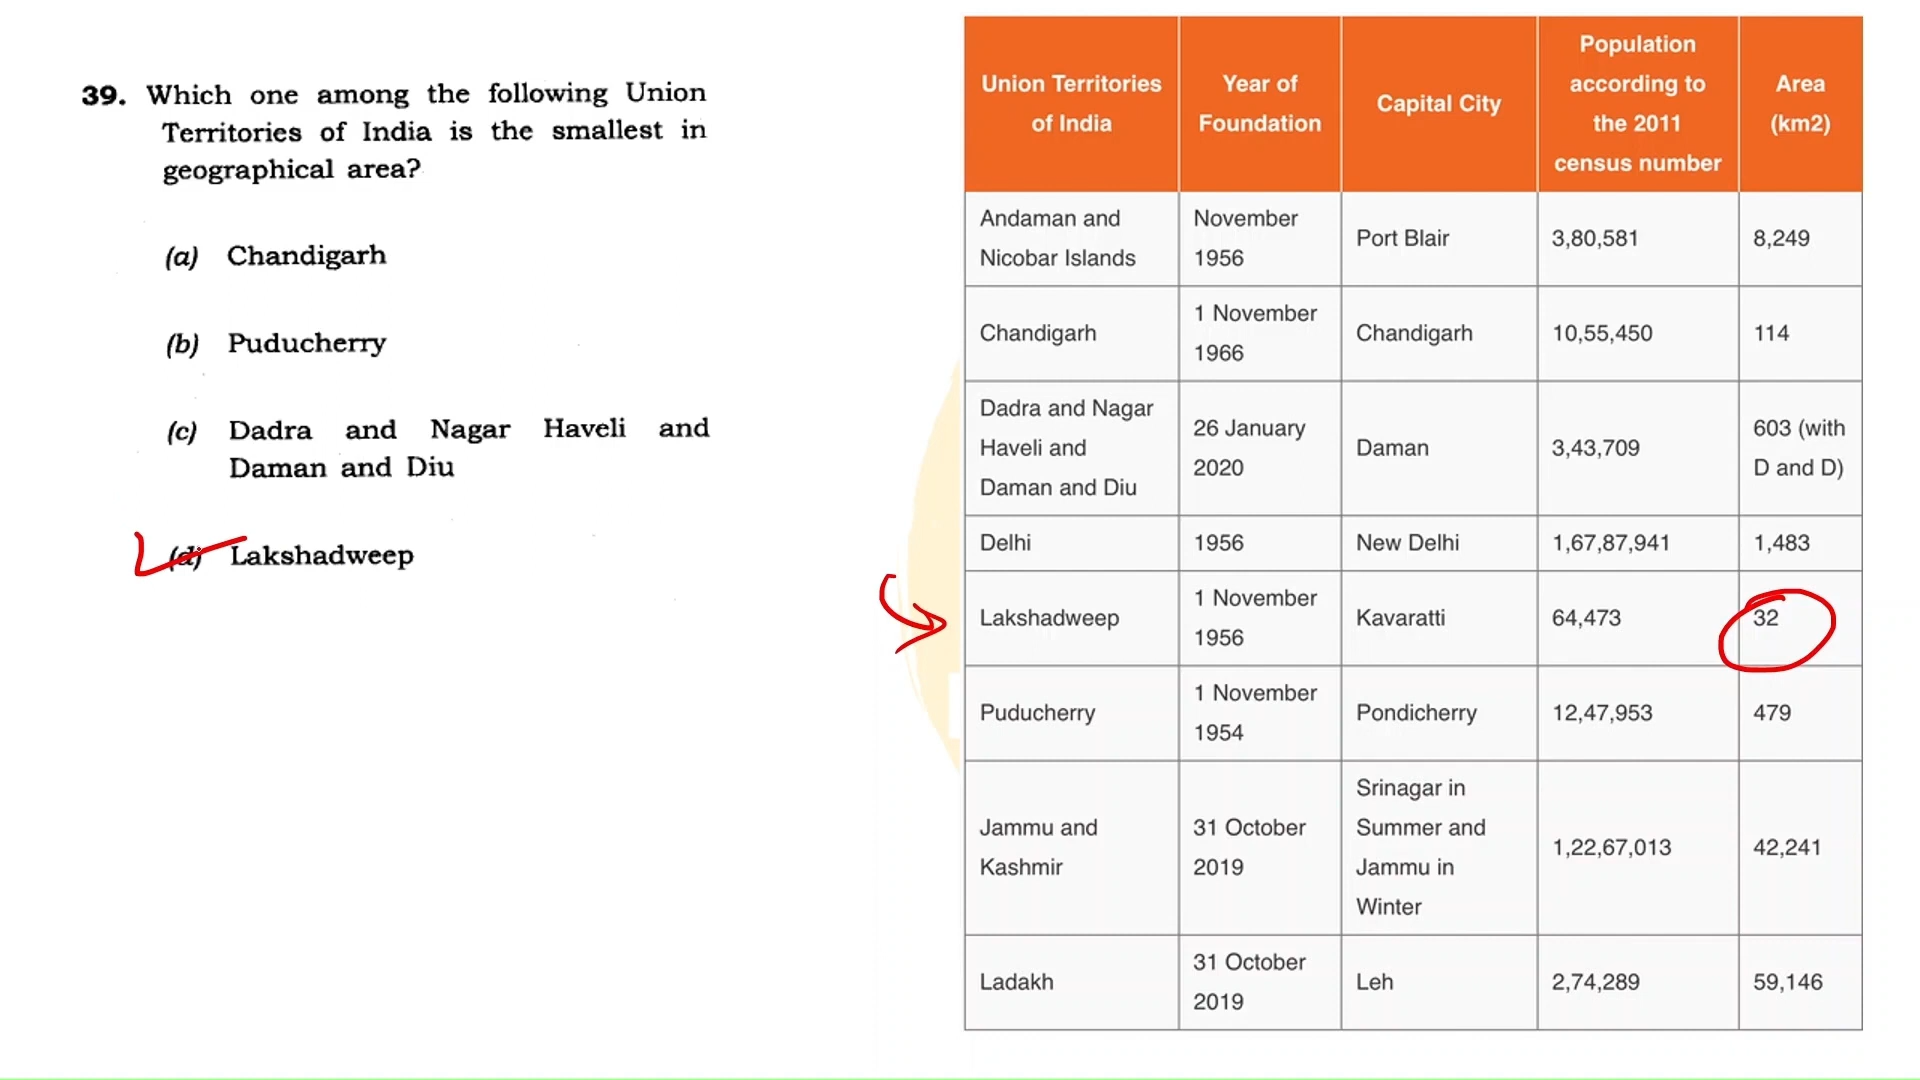 39. Which one among the following Union
Territories of India is the smallest in
geographical area?
(a) Chandigarh
(b) Puducherry
(c) Dadra and Nagar Haveli and
Daman and Diu
(d) Lakshadweep
Union Territories
of India
Year of
Foundation
Capital City
Population
according to
the 2011
census number
Area
(km2)
Andaman and
Nicobar Islands
November
1956
Port Blair
3,80,581
8,249
Chandigarh
1 November
1966
Chandigarh
10,55,450
114
Dadra and Nagar
Haveli and
Daman and Diu
26 January
2020
Daman
3,43,709
603 (with
D and D)
Delhi
1956
New Delhi
1,67,87,941
1,483
Lakshadweep
1 November
1956
Kavaratti
64,473
32
Puducherry
1 November
1954
Pondicherry
12,47,953
479
Jammu and
Kashmir
31 October
2019
Srinagar in
Summer and
Jammu in
Winter
1,22,67,013
42,241
Ladakh
31 October
2019
Leh
2,74,289
59,146